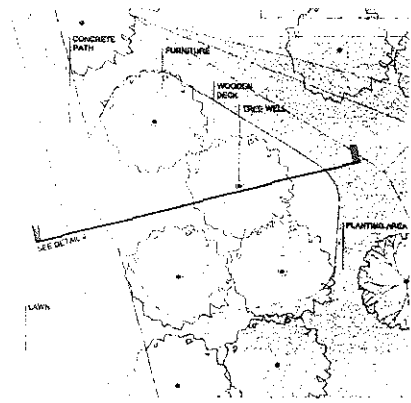 CONCRETE
PATH
FURNITURE
WOODEN
DECK
TREE WELL
PLANTING AREA
SEE DETAIL
LAWN